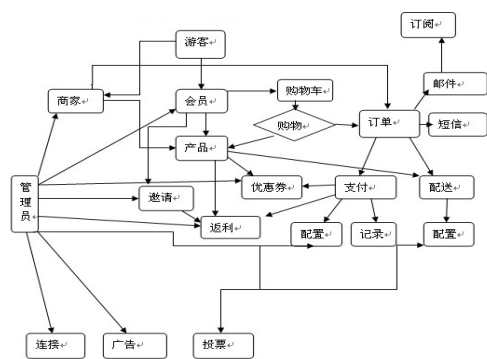 订阅
游客
邮件
购物车
商家
会员
购物
订单
短信
产品
管
理
员
邀请
优惠券
支付
配送
返利
配置
记录
配置
连接
广告
投票